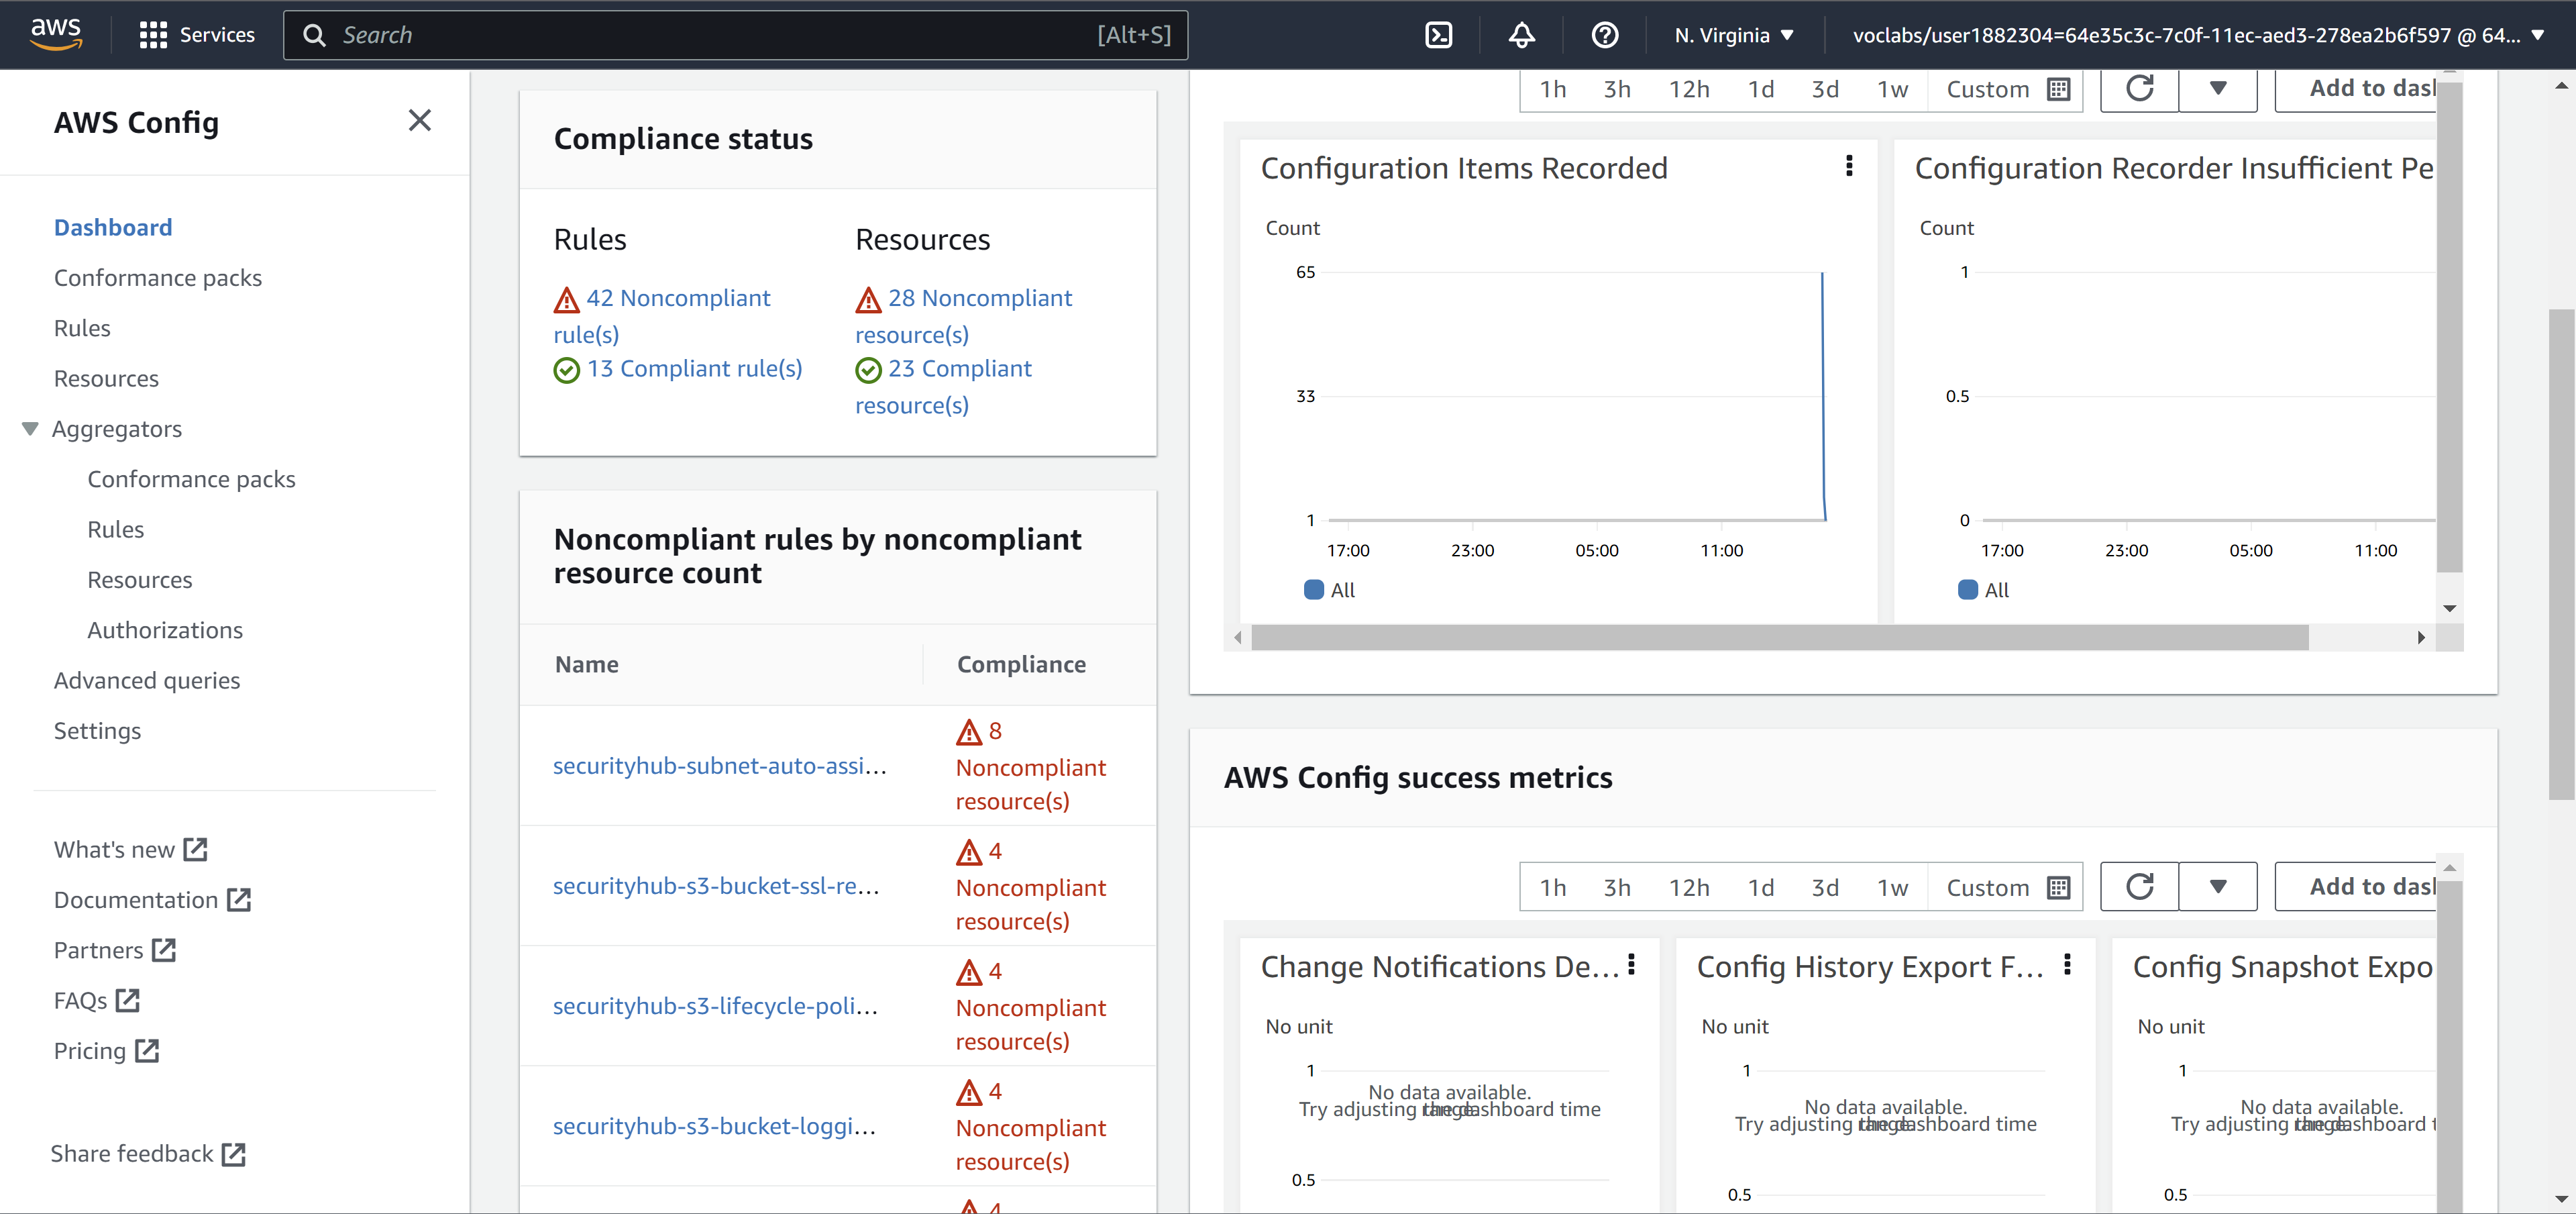 aws
Services
Search
[Alt+S]
N. Virginia
voclabs/user1882304=64e35c3c-7c0f-11ec-aed3-278ea2b6f597 @ 64...
AWS Config
Dashboard
Conformance packs
Rules
Resources
Aggregators
Conformance packs
Rules
Resources
Authorizations
Advanced queries
Settings
What's new
Documentation
Partners
FAQs
Pricing
Share feedback
Compliance status
Rules
42 Noncompliant
rule(s)
13 Compliant rule(s)
Resources
28 Noncompliant
resource(s)
23 Compliant
resource(s)
Noncompliant rules by noncompliant
resource count
Name
Compliance
securityhub-subnet-auto-assi...
8
Noncompliant
resource(s)
securityhub-s3-bucket-ssl-re...
4
Noncompliant
resource(s)
securityhub-s3-lifecycle-poli...
4
Noncompliant
resource(s)
securityhub-s3-bucket-loggi...
4
Noncompliant
resource(s)
4
1h 3h 12h 1d 3d 1w Custom
Add to dasl
Configuration Items Recorded
Count
65
33
1
17:00 23:00 05:00 11:00
All
Configuration Recorder Insufficient Pe
Count
1
0.5
0
17:00 23:00 05:00 11:00
All
AWS Config success metrics
1h 3h 12h 1d 3d 1w Custom
Add to dasl
Change Notifications De...
No unit
1
No data available.
Try adjusting the dashboard time
range.
0.5
Config History Export F...
No unit
1
No data available.
Try adjusting the dashboard time
range.
0.5
Config Snapshot Expo
No unit
1
No data available.
Try adjusting the dashboard t
range.
0.5